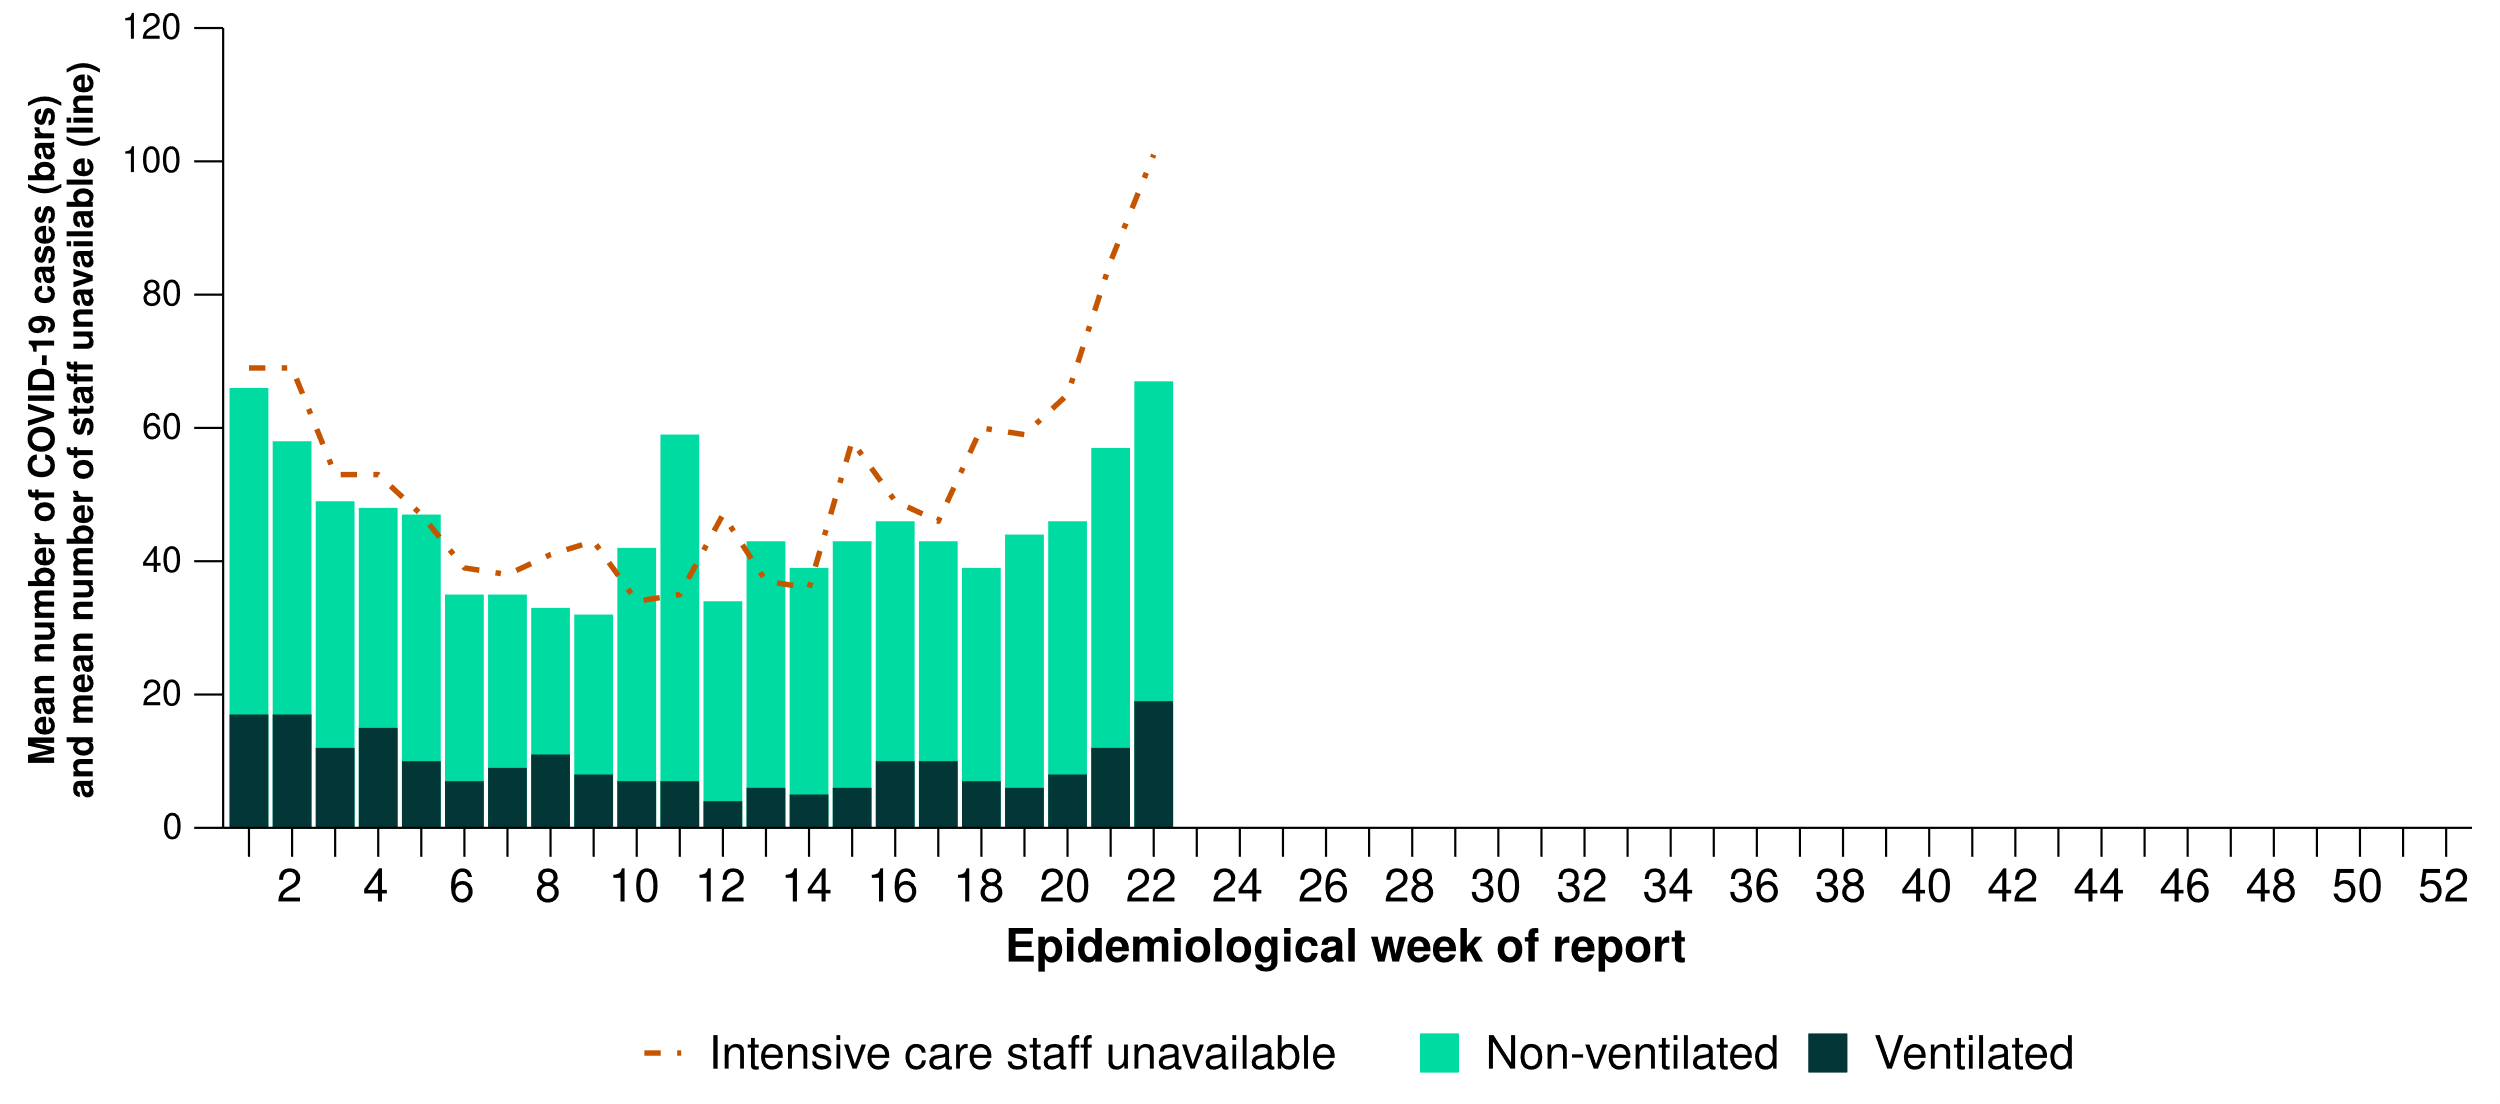 Mean number of COVID-19 cases (bars)
and mean number of staff unavailable (line)
120
100
80
60
40
20
0
2 4 6 8 10 12 14 16 18 20 22 24 26 28 30 32 34 36 38 40 42 44 46 48 50 52
Epidemiological week of report
Intensive care staff unavailable Non-ventilated Ventilated